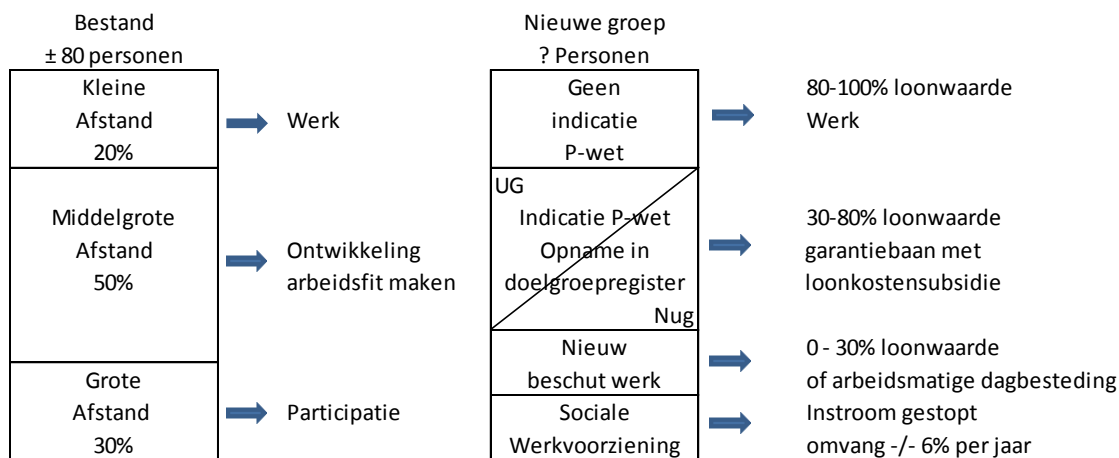 Bestand
± 80 personen
Kleine
Afstand
20%
Werk
Middelgrote
Afstand
50%
Ontwikkeling
arbeidsfit maken
Grote
Afstand
30%
Participatie
Nieuwe groep
? Personen
Geen
indicatie
P-wet
80-100% loonwaarde
Werk
UG
Indicatie P-wet
Opname in
doelgroepregister
Nug
30-80% loonwaarde
garantiebaan met
loonkostensubsidie
Nieuw
beschut werk
0 - 30% loonwaarde
of arbeidsmatige dagbesteding
Sociale
Werkvoorziening
Instroom gestopt
omvang -/- 6% per jaar